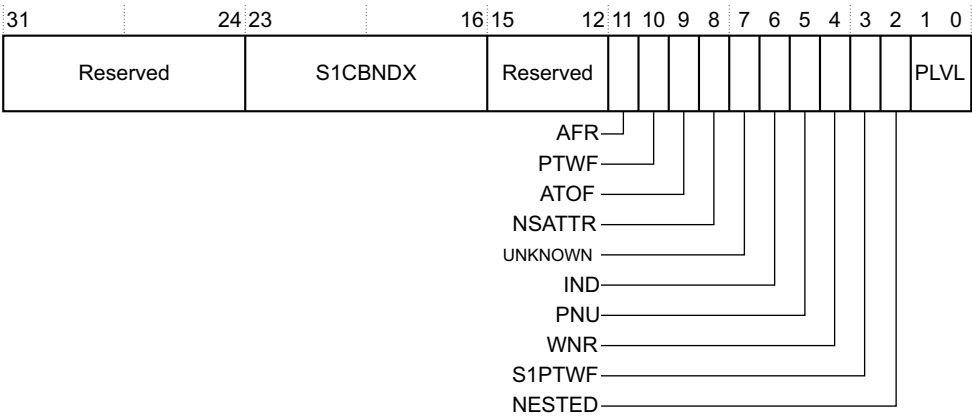 31 24 23 16 15 12 11 10 9 8 7 6 5 4 3 2 1 0
Reserved S1CBNDX Reserved PLVL
AFR
PTWF
ATOF
NSATTR
UNKNOWN
IND
PNU
WNR
S1PTWF
NESTED